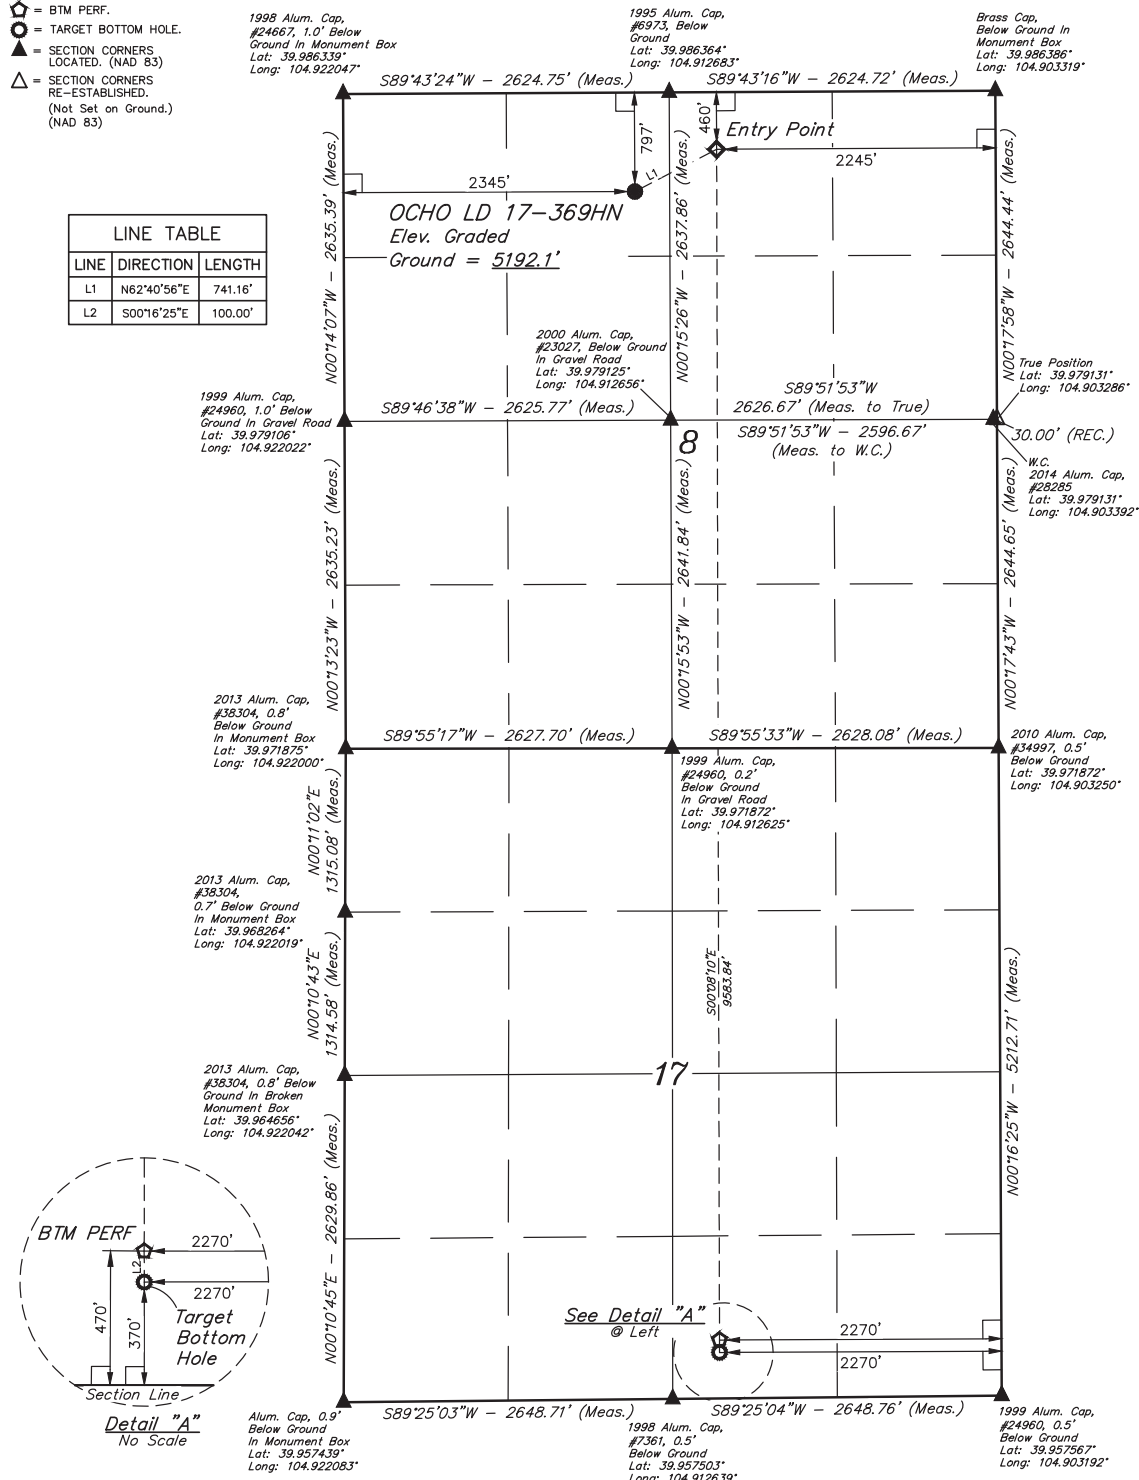 = BTM PERF.
= TARGET BOTTOM HOLE.
= SECTION CORNERS
LOCATED. (NAD 83)
= SECTION CORNERS
RE-ESTABLISHED.
(Not Set on Ground.)
(NAD 83)
1998 Alum. Cap,
#24667, 1.0' Below
Ground In Monument Box
Lat: 39.986339°
Long: 104.922047°
1995 Alum. Cap,
#6973, Below
Ground
Lat: 39.986364°
Long: 104.912683°
Brass Cap,
Below Ground In
Monument Box
Lat: 39.986386°
Long: 104.903319°
S89°43'24"W – 2624.75' (Meas.)
S89°43'16"W – 2624.72' (Meas.)
797'
460'
Entry Point
2245'
2345'
L1
OCHO LD 17–369HN
Elev. Graded
Ground = 5192.1'
N00°14'07"W – 2635.39' (Meas.)
N00°15'26"W – 2637.86' (Meas.)
N00°17'58"W – 2644.44' (Meas.)
LINE TABLE
LINE DIRECTION LENGTH
L1 N62°40'56"E 741.16'
L2 S00°16'25"E 100.00'
2000 Alum. Cap,
#23027, Below Ground
In Gravel Road
Lat: 39.979125°
Long: 104.912656°
True Position
Lat: 39.979131°
Long: 104.903286°
1999 Alum. Cap,
#24960, 1.0' Below
Ground In Gravel Road
Lat: 39.979106°
Long: 104.922022°
S89°46'38"W – 2625.77' (Meas.)
S89°51'53"W
2626.67' (Meas. to True)
S89°51'53"W – 2596.67'
(Meas. to W.C.)
8
30.00' (REC.)
W.C.
2014 Alum. Cap,
#28285
Lat: 39.979131°
Long: 104.903392°
N00°13'23"W – 2635.23' (Meas.)
N00°15'53"W – 2641.84' (Meas.)
N00°17'43"W – 2644.65' (Meas.)
2013 Alum. Cap,
#38304, 0.8'
Below Ground
In Monument Box
Lat: 39.971875°
Long: 104.922000°
S89°55'17"W – 2627.70' (Meas.)
S89°55'33"W – 2628.08' (Meas.)
2010 Alum. Cap,
#34997, 0.5'
Below Ground
Lat: 39.971872°
Long: 104.903250°
1999 Alum. Cap,
#24960, 0.2'
Below Ground
In Gravel Road
Lat: 39.971872°
Long: 104.912625°
N00°11'02"E
1315.08' (Meas.)
2013 Alum. Cap,
#38304,
0.7' Below Ground
In Monument Box
Lat: 39.968264°
Long: 104.922019°
N00°10'43"E
1314.58' (Meas.)
S00°08'10"E
9583.84'
N00°16'25"W – 5212.71' (Meas.)
17
2013 Alum. Cap,
#38304, 0.8' Below
Ground In Broken
Monument Box
Lat: 39.964656°
Long: 104.922042°
N00°10'45"E – 2629.86' (Meas.)
BTM PERF
2270'
L2
2270'
470'
370'
Target
Bottom
Hole
Section Line
Detail "A"
No Scale
See Detail "A"
@ Left
2270'
2270'
Alum. Cap, 0.9'
Below Ground
In Monument Box
Lat: 39.957439°
Long: 104.922083°
S89°25'03"W – 2648.71' (Meas.)
S89°25'04"W – 2648.76' (Meas.)
1998 Alum. Cap,
#7361, 0.5'
Below Ground
Lat: 39.957503°
Long: 104.912639°
1999 Alum. Cap,
#24960, 0.5'
Below Ground
Lat: 39.957567°
Long: 104.903192°